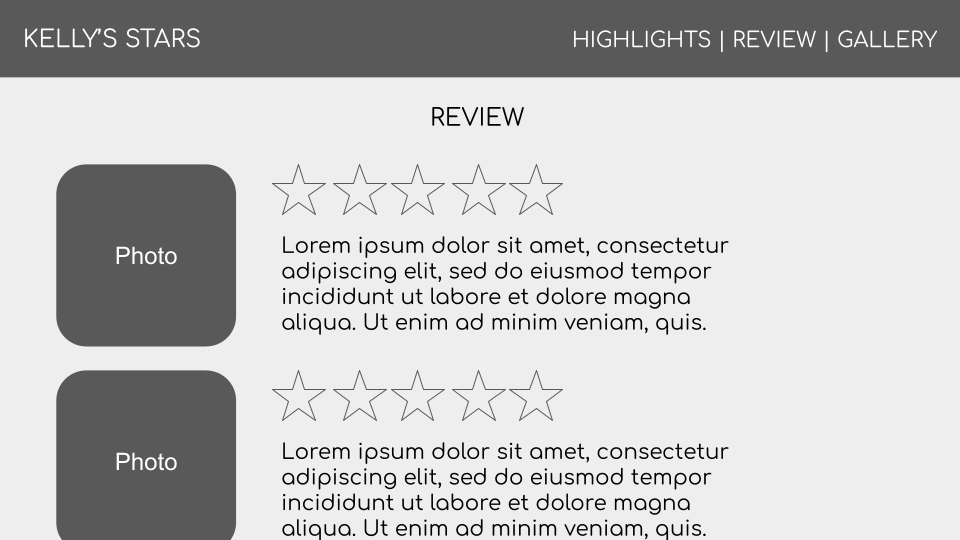 KELLY'S STARS
HIGHLIGHTS | REVIEW | GALLERY
REVIEW
Photo
Lorem ipsum dolor sit amet, consectetur
adipiscing elit, sed do eiusmod tempor
incididunt ut labore et dolore magna
aliqua. Ut enim ad minim veniam, quis.
Photo
Lorem ipsum dolor sit amet, consectetur
adipiscing elit, sed do eiusmod tempor
incididunt ut labore et dolore magna
aliqua. Ut enim ad minim veniam, quis.